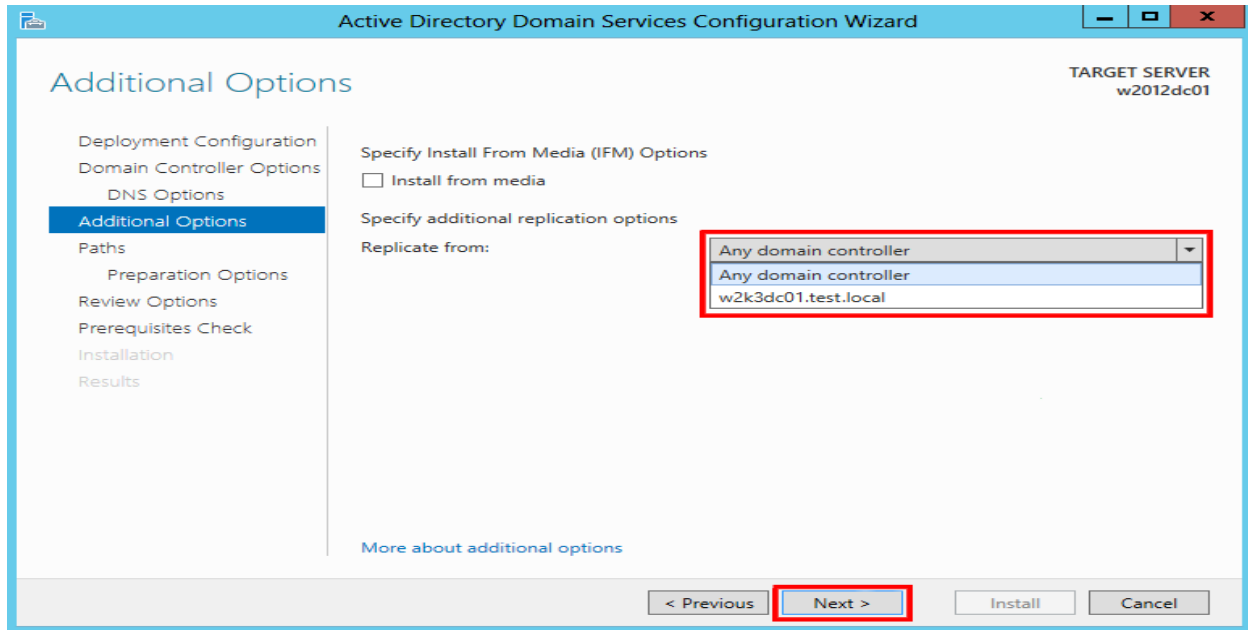 Active Directory Domain Services Configuration Wizard
Additional Options
TARGET SERVER
w2012dc01
Deployment Configuration
Domain Controller Options
DNS Options
Additional Options
Paths
Preparation Options
Review Options
Prerequisites Check
Installation
Results
Specify Install From Media (IFM) Options
Install from media
Specify additional replication options
Replicate from:
Any domain controller
Any domain controller
w2k3dc01.test.local
More about additional options
< Previous
Next >
Install
Cancel